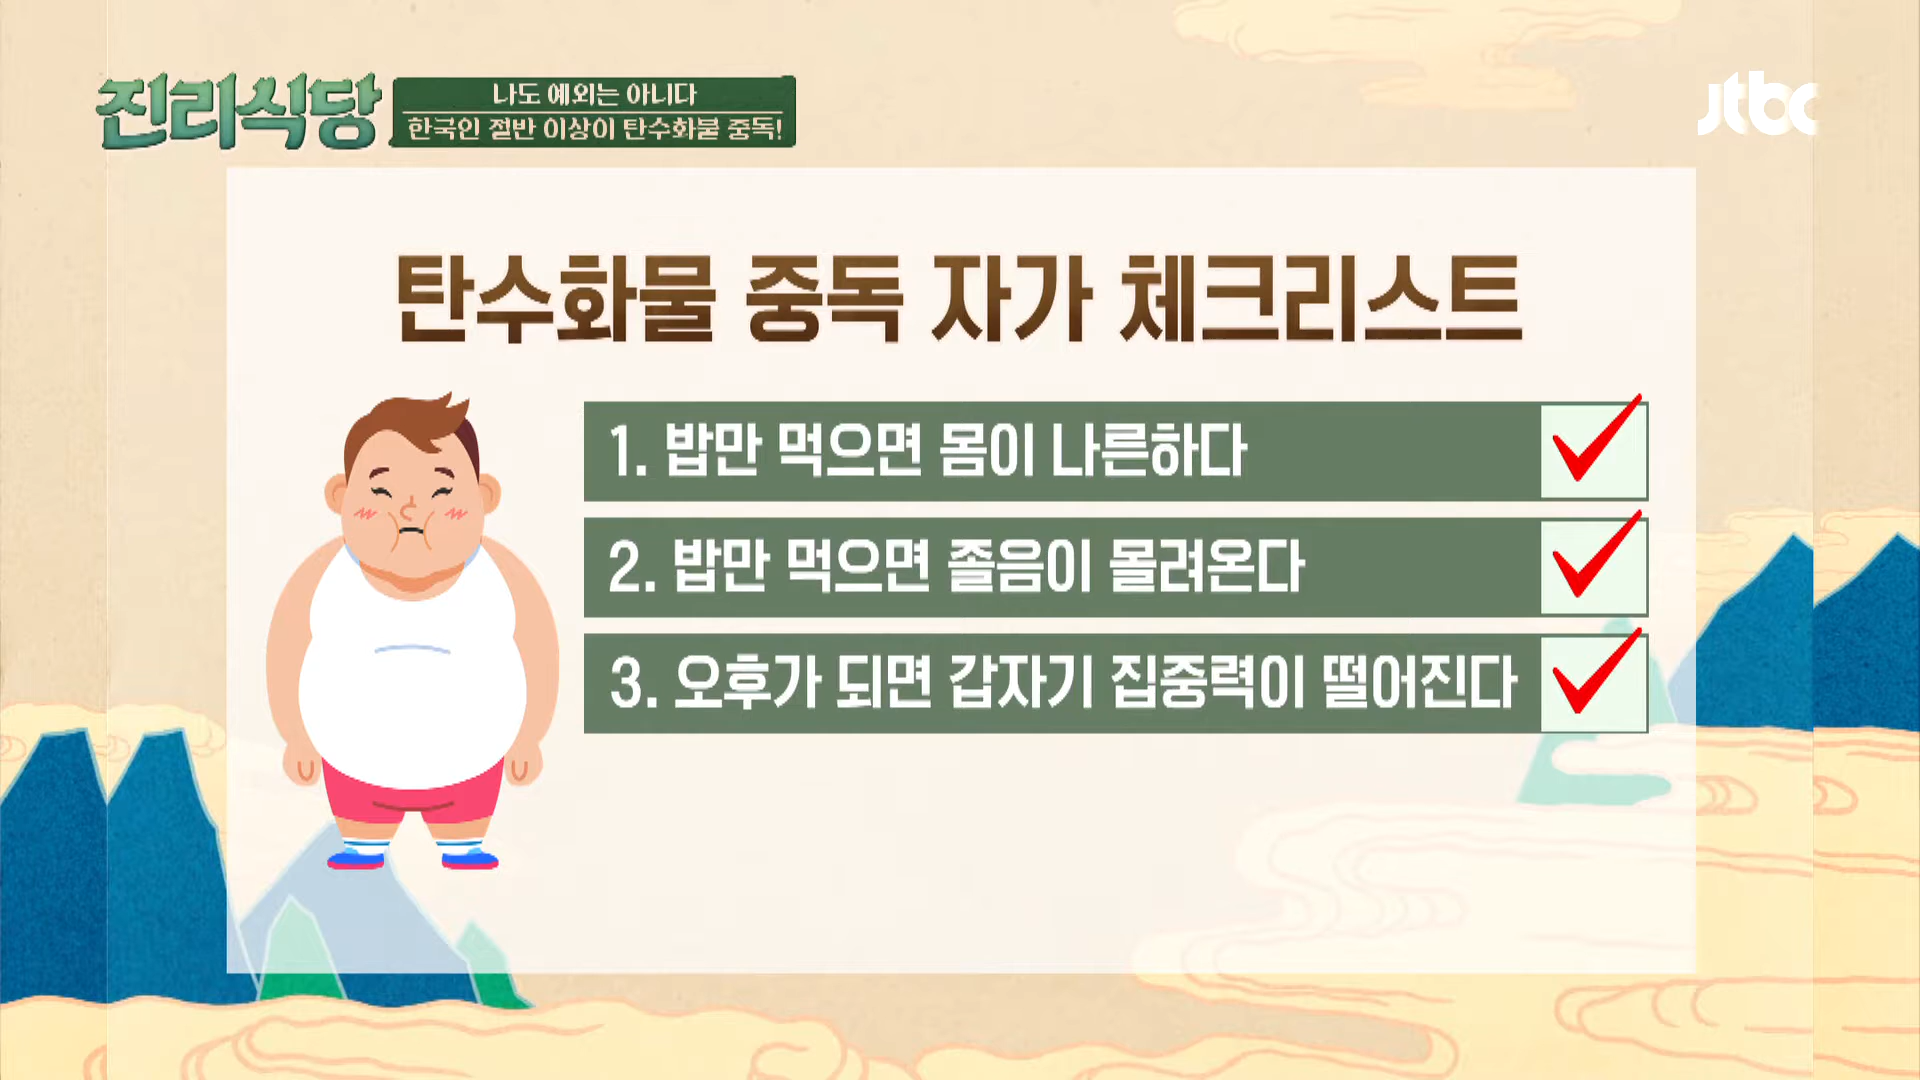 진리식당
나도 예외는 아니다
한국인 절반 이상이 탄수화물 중독!
jtbc
탄수화물 중독 자가 체크리스트
1. 밥만 먹으면 몸이 나른하다
2. 밥만 먹으면 졸음이 몰려온다
3. 오후가 되면 갑자기 집중력이 떨어진다